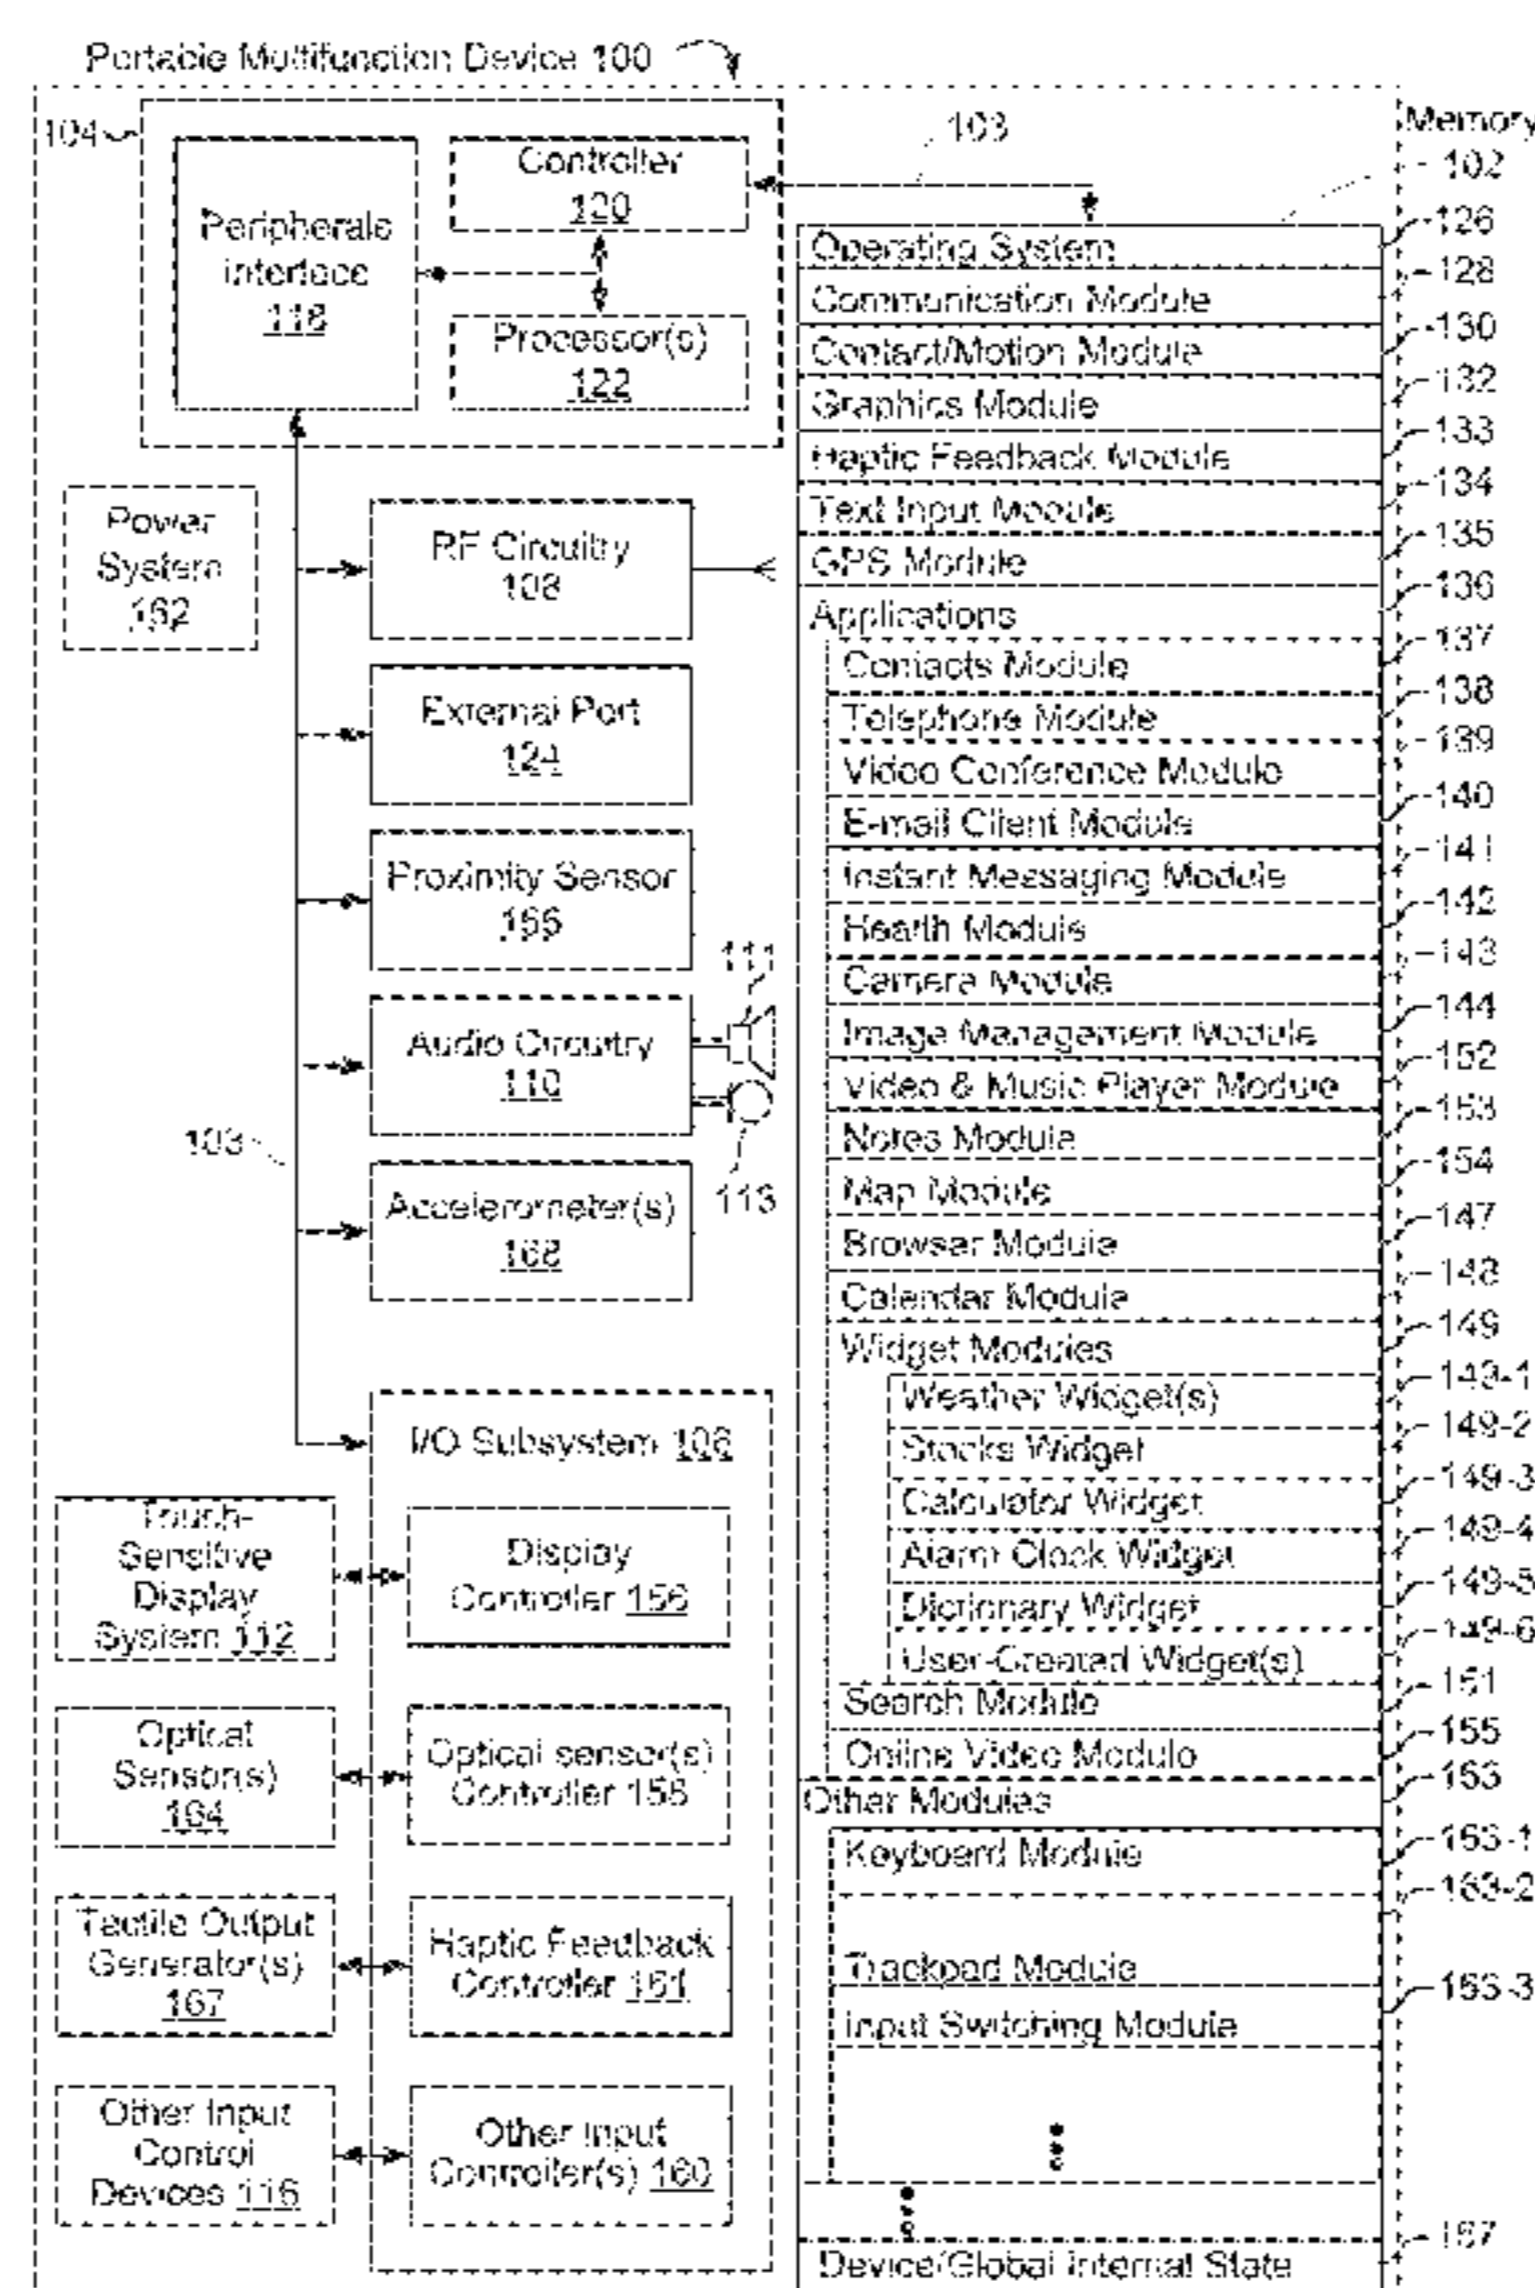 Portable Multifunction Device 100
104
Peripherals
interface
118
Controller
120
Processor(s)
122
103
Power
System
162
RF Circuitry
108
External Port
124
Proximity Sensor
166
Audio Circuitry
110
111
113
Accelerometer(s)
168
103
I/O Subsystem 106
Touch-
Sensitive
Display
System 112
Display
Controller 156
Optical
Sensor(s)
164
Optical sensor(s)
Controller 158
Tactile Output
Generator(s)
167
Haptic Feedback
Controller 161
Other Input
Control
Devices 116
Other Input
Controller(s) 160
Memory
102
Operating System 126
Communication Module 128
Contact/Motion Module 130
Graphics Module 132
Haptic Feedback Module 133
Text Input Module 134
GPS Module 135
Applications 136
Contacts Module 137
Telephone Module 138
Video Conference Module 139
E-mail Client Module 140
Instant Messaging Module 141
Health Module 142
Camera Module 143
Image Management Module 144
Video & Music Player Module 152
Notes Module 153
Map Module 154
Browser Module 147
Calendar Module 148
Widget Modules 149
Weather Widget(s) 149-1
Stocks Widget 149-2
Calculator Widget 149-3
Alarm Clock Widget 149-4
Dictionary Widget 149-5
User-Created Widget(s) 149-6
Search Module 151
Online Video Module 155
Other Modules 163
Keyboard Module 163-1
Trackpad Module 163-2
Input Switching Module 163-3
Device/Global Internal State